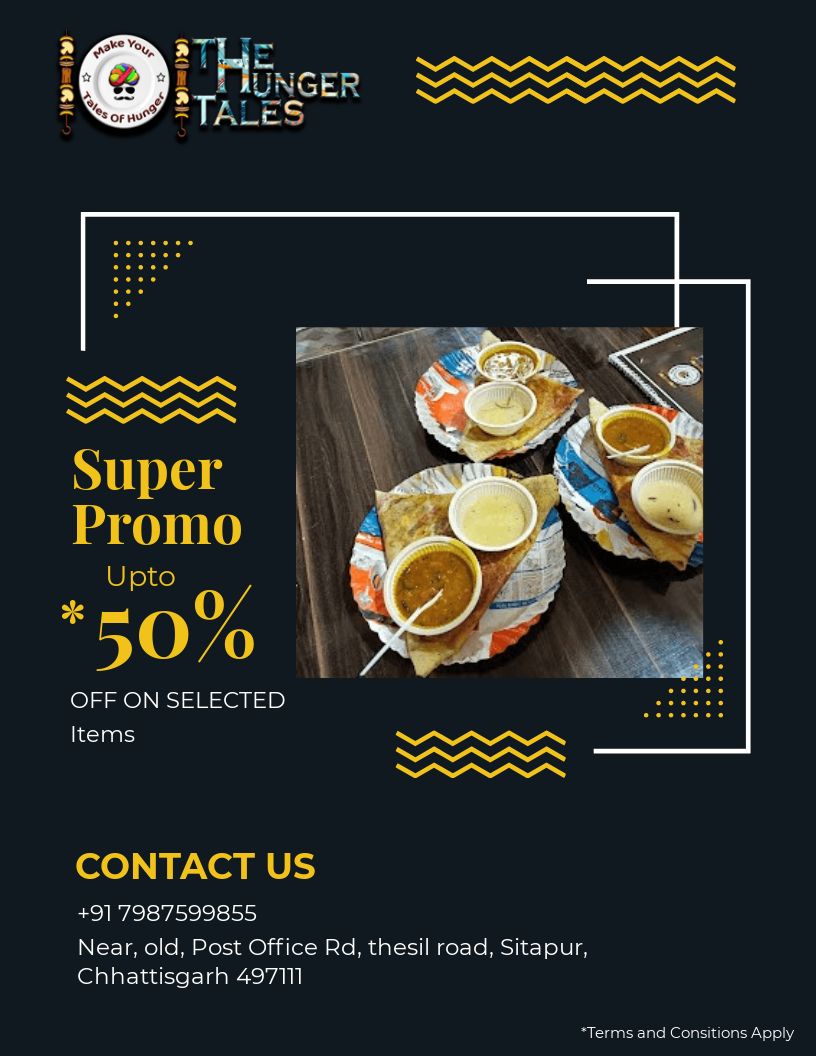 Make Your
Tales Of Hunger
THE
HUNGER
TALES
Super
Promo
Upto
*50%
OFF ON SELECTED
Items
CONTACT US
+91 7987599855
Near, old, Post Office Rd, thesil road, Sitapur,
Chhattisgarh 497111
*Terms and Consitions Apply